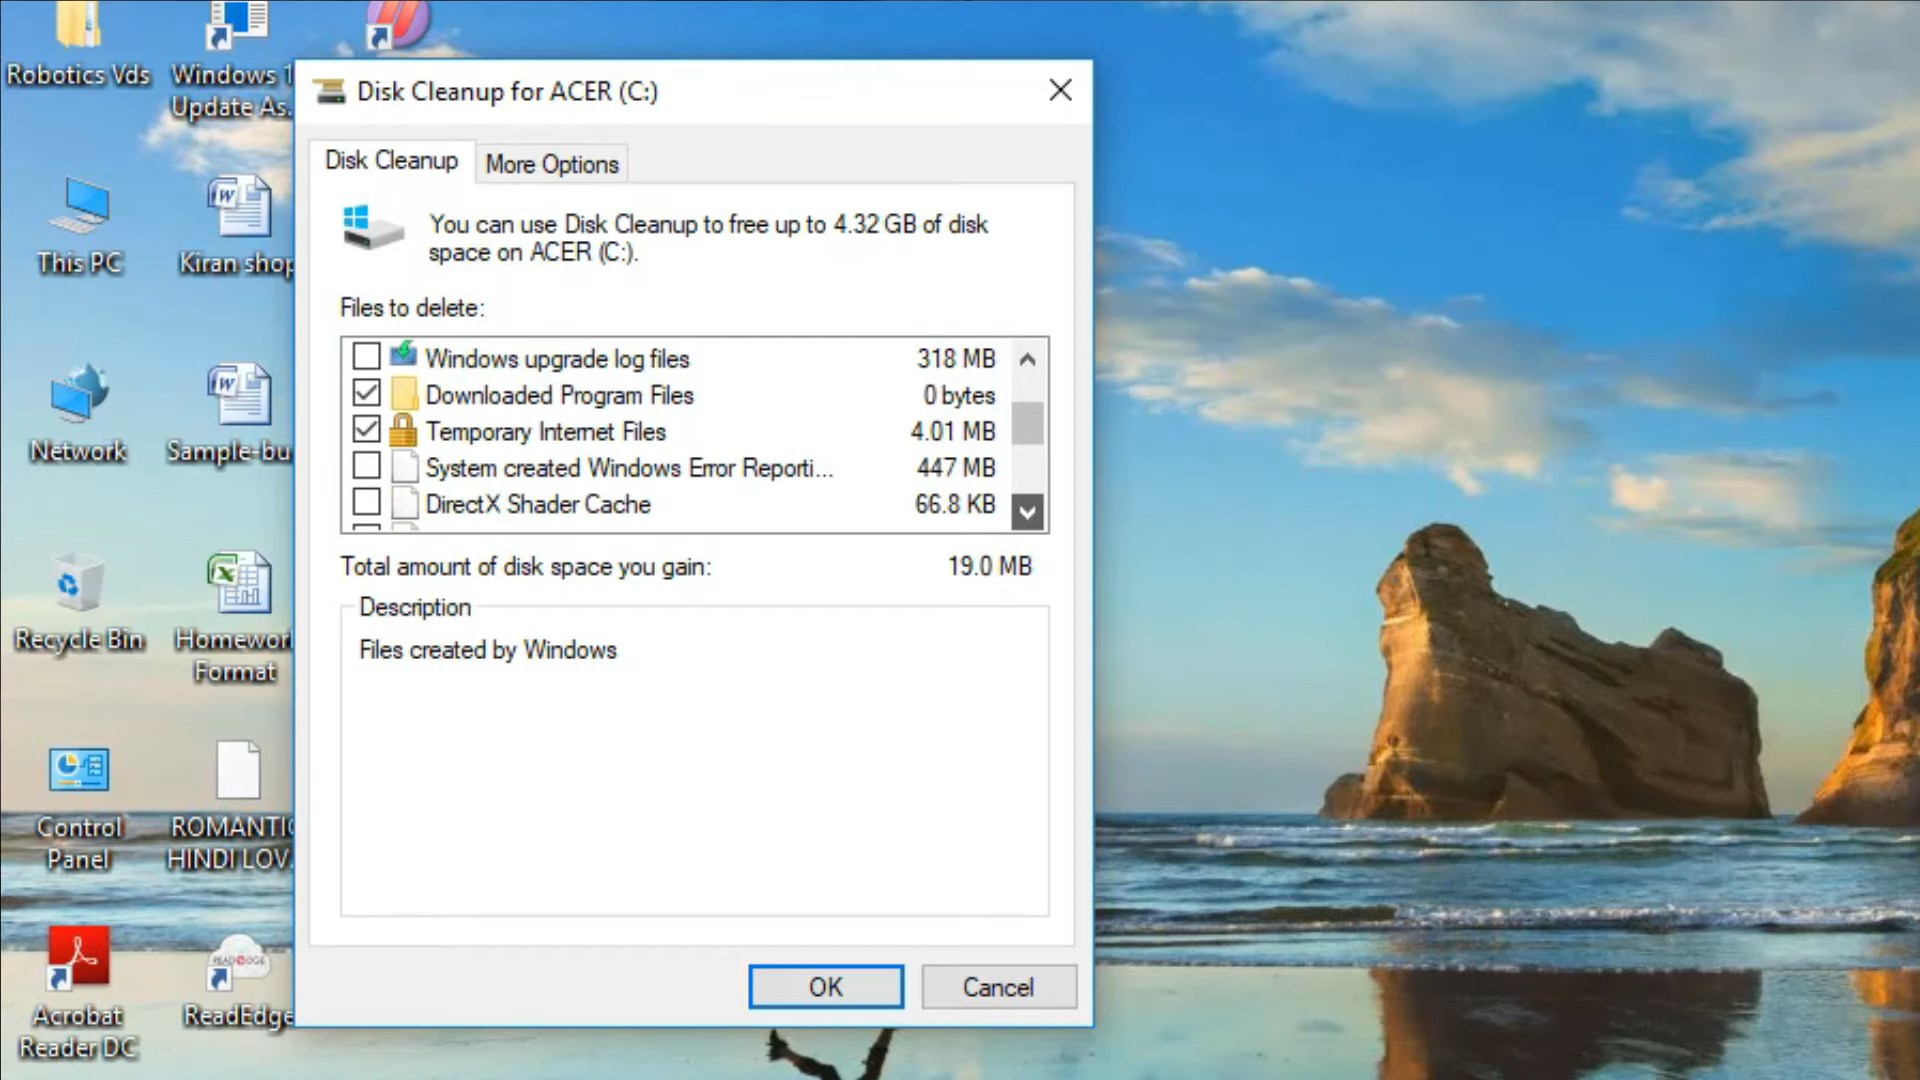 Robotics Vds
Windows 1
Update As.
This PC
Kiran shop
Network
Sample-bu
Recycle Bin
Homework
Format
Control
Panel
ROMANTIC
HINDI LOV.
Acrobat
Reader DC
ReadEdge
Disk Cleanup for ACER (C:)
Disk Cleanup
More Options
You can use Disk Cleanup to free up to 4.32 GB of disk
space on ACER (C:).
Files to delete:
Windows upgrade log files 318 MB
Downloaded Program Files 0 bytes
Temporary Internet Files 4.01 MB
System created Windows Error Reporti... 447 MB
DirectX Shader Cache 66.8 KB
Total amount of disk space you gain: 19.0 MB
Description
Files created by Windows
OK
Cancel